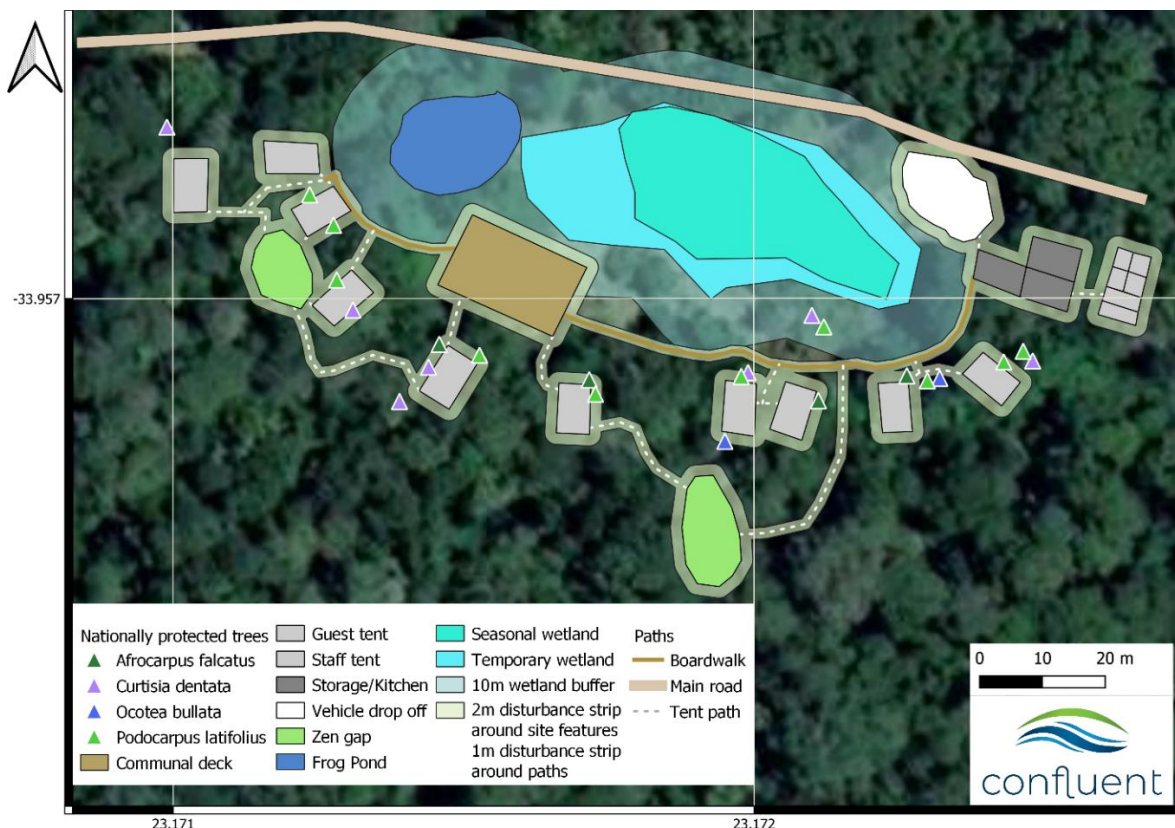 -33.957
Nationally protected trees
Afrocarpus falcatus
Curtisia dentata
Ocotea bullata
Podocarpus latifolius
Communal deck
Guest tent
Staff tent
Storage/Kitchen
Vehicle drop off
Zen gap
Frog Pond
Seasonal wetland
Temporary wetland
10m wetland buffer
2m disturbance strip
around site features
1m disturbance strip
around paths
Paths
Boardwalk
Main road
Tent path
0 10 20 m
confluent
23.171 23.172